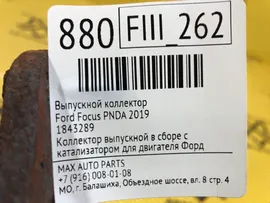 880 FIII_262
Выпускной коллектор
Ford Focus PNDA 2019
1843289
Коллектор выпускной в сборе с
катализатором для двигателя Форд
MAX AUTO PARTS
+7 (916) 008-01-08
МО, г. Балашиха, Объездное шоссе, вл. 8 стр. 4